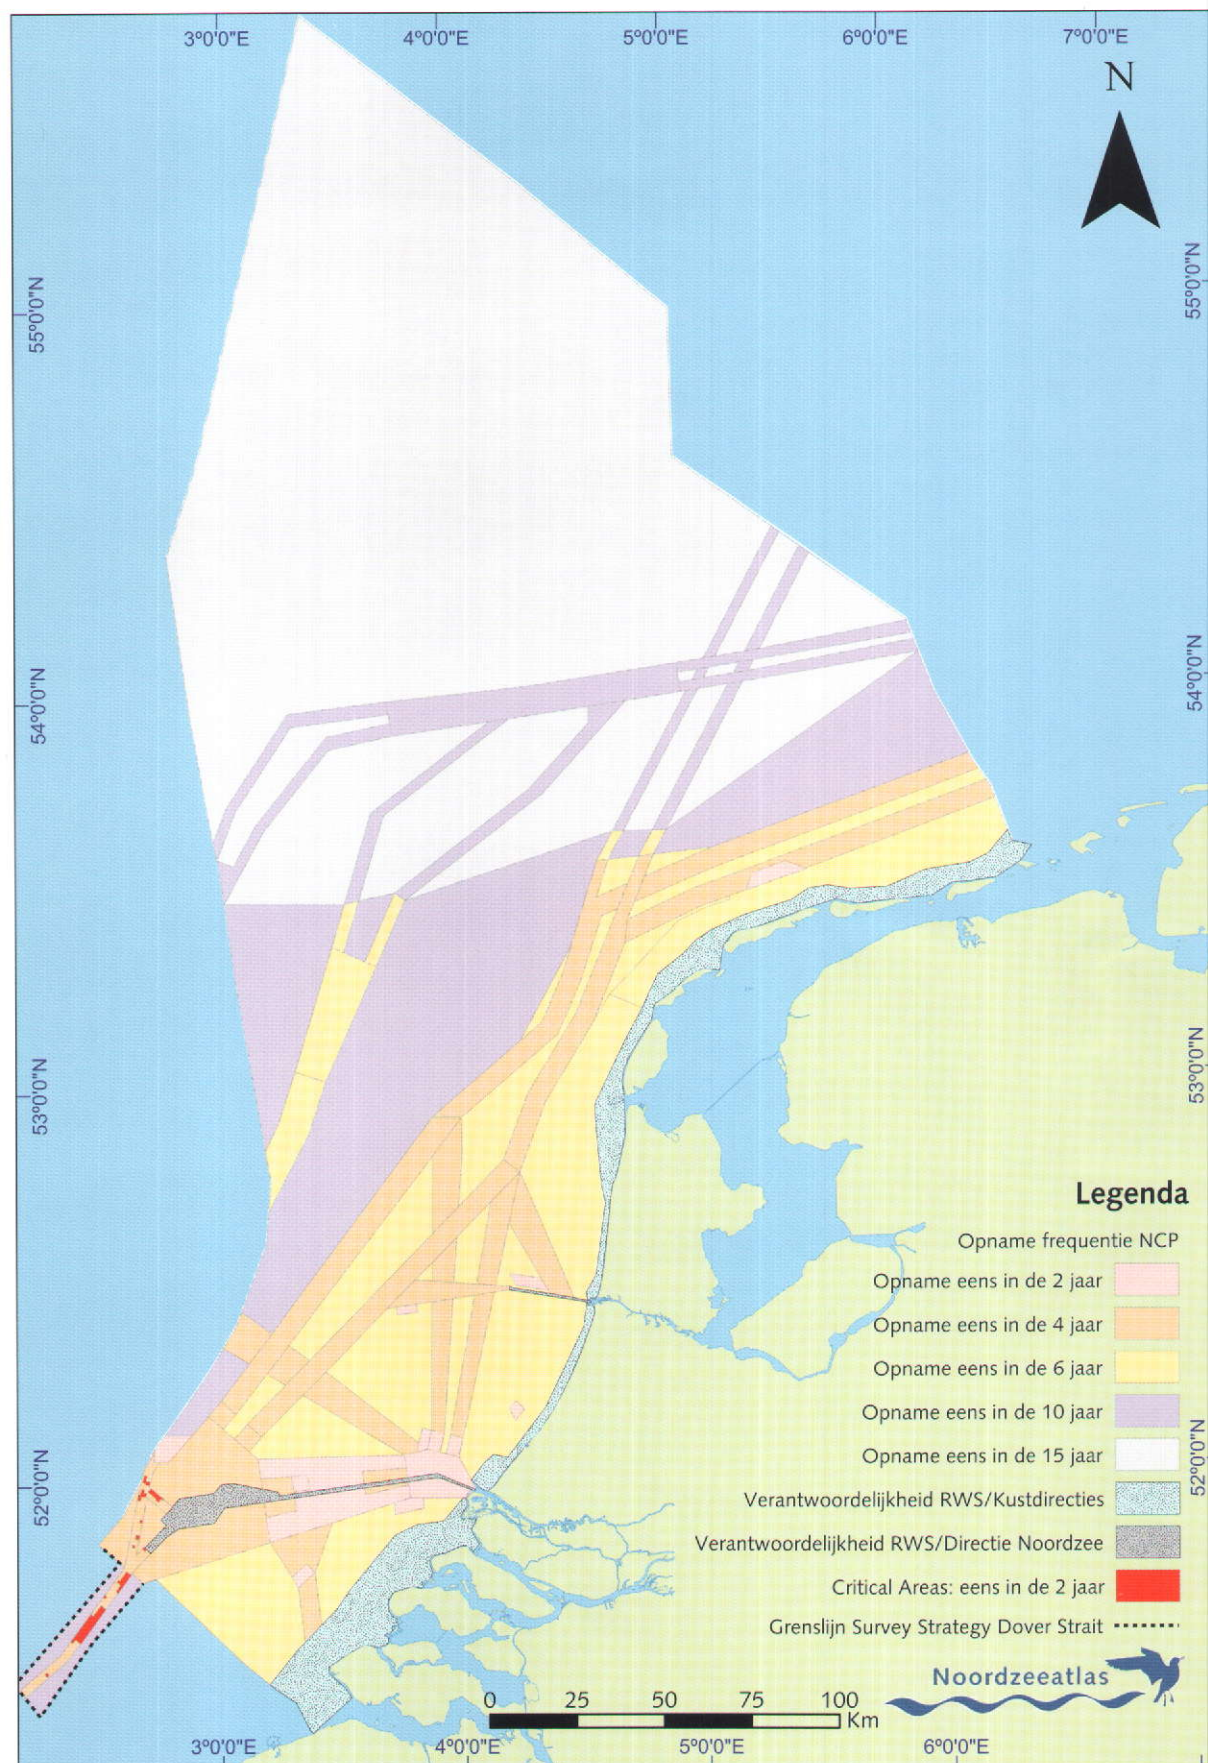 3°0'0"E 4°0'0"E 5°0'0"E 6°0'0"E 7°0'0"E
N
55°0'0"N 55°0'0"N
54°0'0"N 54°0'0"N
53°0'0"N 53°0'0"N
52°0'0"N 52°0'0"N
Legenda
Opname frequentie NCP
Opname eens in de 2 jaar
Opname eens in de 4 jaar
Opname eens in de 6 jaar
Opname eens in de 10 jaar
Opname eens in de 15 jaar
Verantwoordelijkheid RWS/Kustdirecties
Verantwoordelijkheid RWS/Directie Noordzee
Critical Areas: eens in de 2 jaar
Grenslijn Survey Strategy Dover Strait
Noordzeeatlas
0 25 50 75 100
Km
3°0'0"E 4°0'0"E 5°0'0"E 6°0'0"E